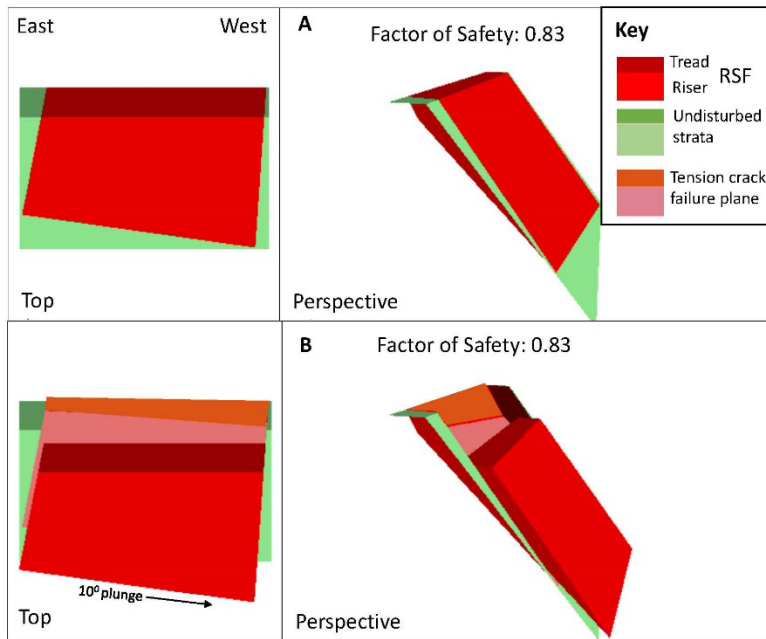 East West
A
Factor of Safety: 0.83
Key
Tread
Riser
RSF
Undisturbed
strata
Tension crack
failure plane
Top
Perspective
B
Factor of Safety: 0.83
10⁰ plunge
Top
Perspective